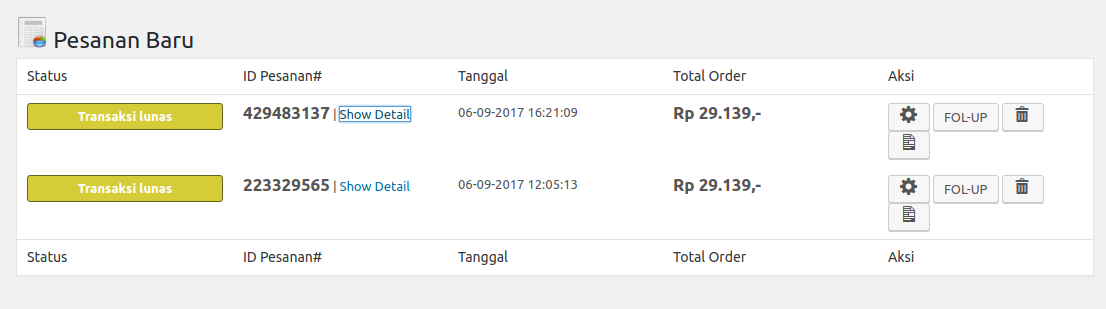 Pesanan Baru
Status ID Pesanan# Tanggal Total Order Aksi
Transaksi lunas 429483137 | Show Detail 06-09-2017 16:21:09 Rp 29.139,- FOL-UP
Transaksi lunas 223329565 | Show Detail 06-09-2017 12:05:13 Rp 29.139,- FOL-UP
Status ID Pesanan# Tanggal Total Order Aksi